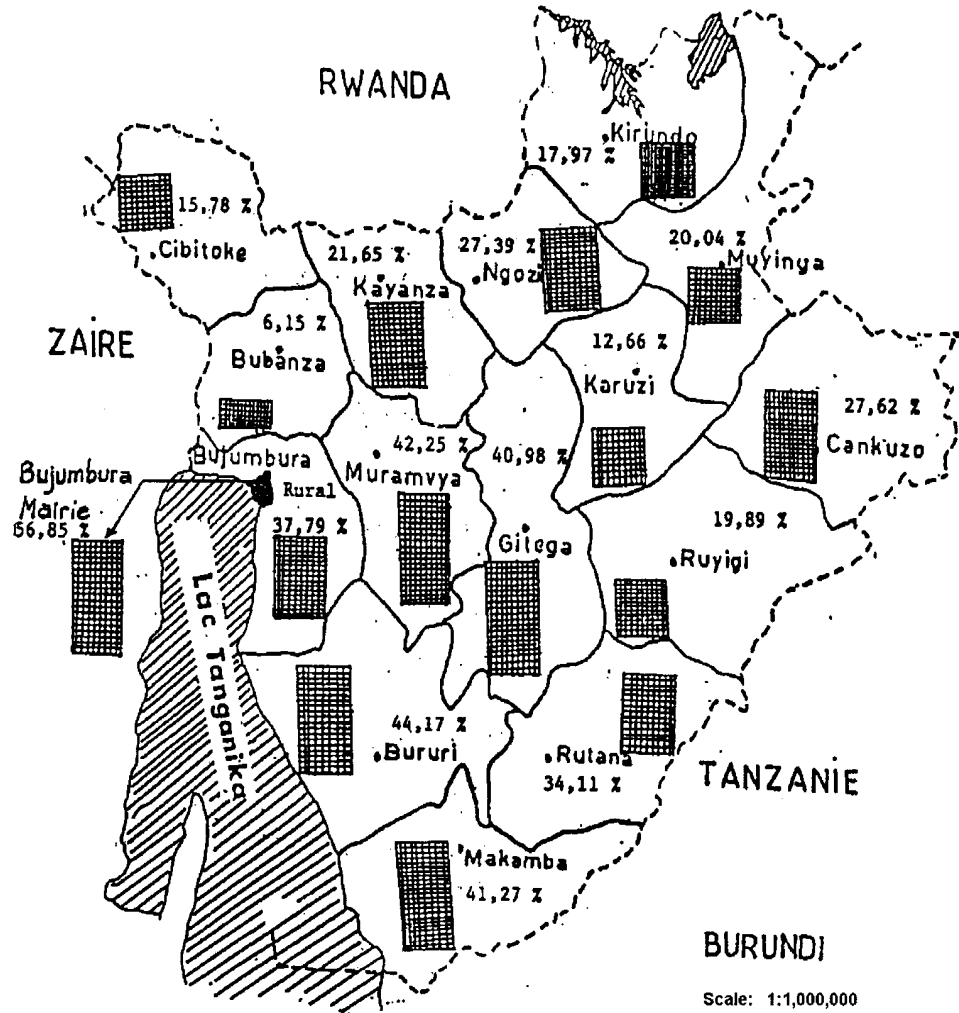 RWANDA
Kirundo
17,97 %
15,78 %
Cibitoke
21,65 %
Kayanza
27,39 %
Ngozi
20,04 %
Muyinga
ZAIRE
6,15 %
Bubanza
12,66 %
Karuzi
27,62 %
Cankuzo
42,25 %
Muramvya
40,98 %
Gitega
Bujumbura
Rural
37,79 %
Bujumbura
Mairie
66,85 %
19,89 %
Ruyigi
Lac Tanganika
44,17 %
Bururi
Rutana
34,11 %
TANZANIE
Makamba
41,27 %
BURUNDI
Scale: 1:1,000,000